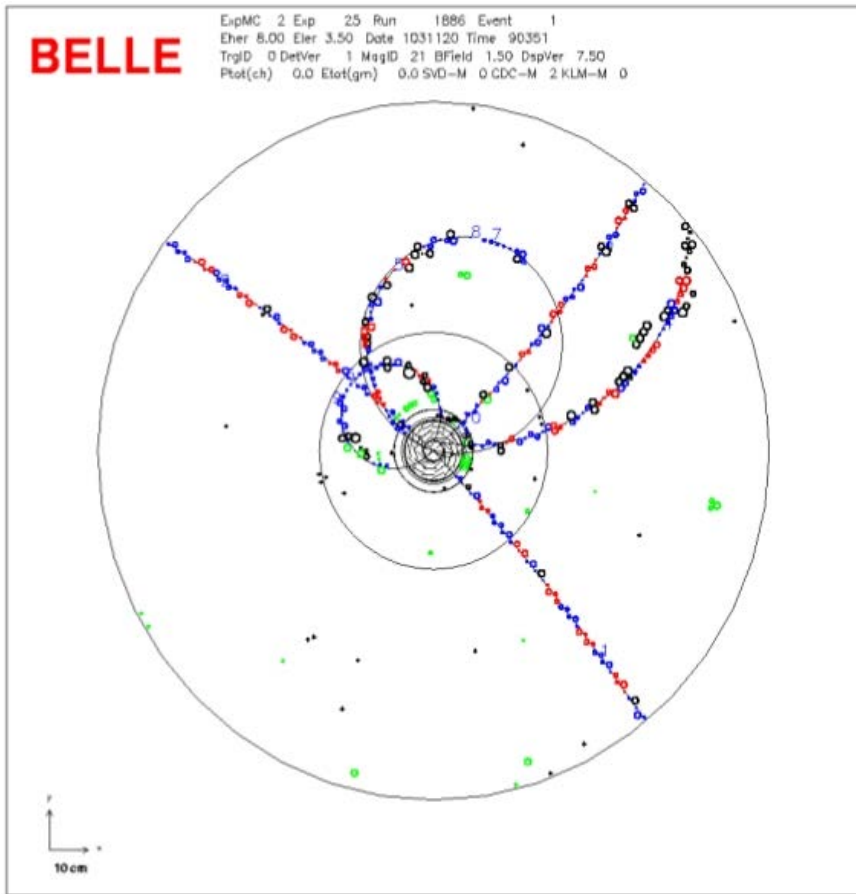 BELLE
ExpMC 2 Exp 25 Run 1886 Event 1
Eher 8.00 Eler 3.50 Date 1031120 Time 90351
TrgID 0 DetVer 1 MagID 21 BField 1.50 DspVer 7.50
Ptot(ch) 0.0 Etot(gm) 0.0 SVD-M 0 CDC-M 2 KLM-M 0
8 7
5
6
1
y
x
10cm